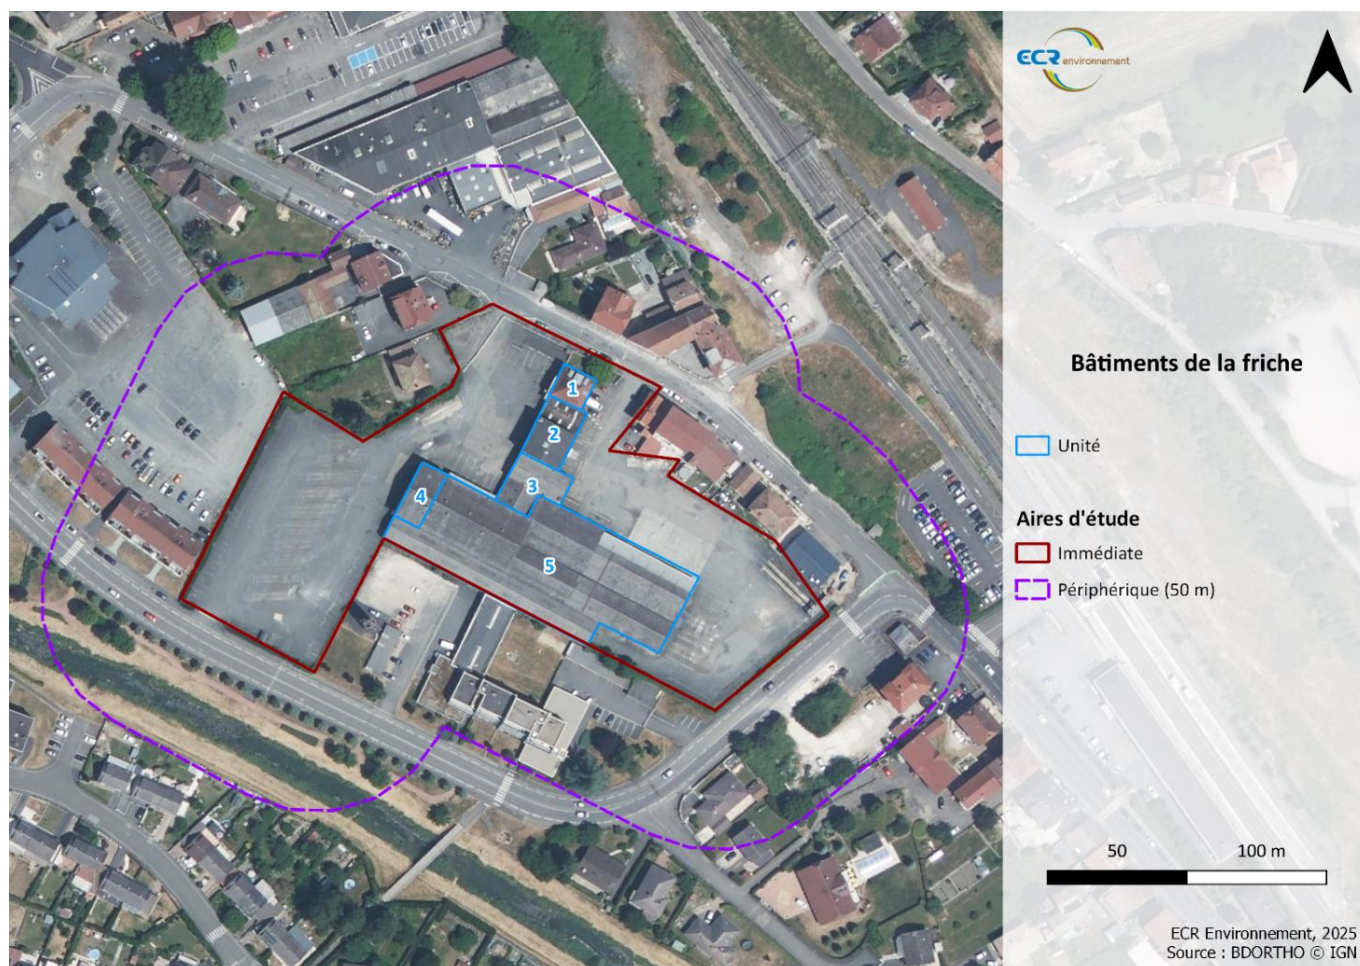 ECR environnement
1
2
3
4
5
Bâtiments de la friche
Unité
Aires d'étude
Immédiate
Périphérique (50 m)
50 100 m
ECR Environnement, 2025
Source : BDORTHO © IGN